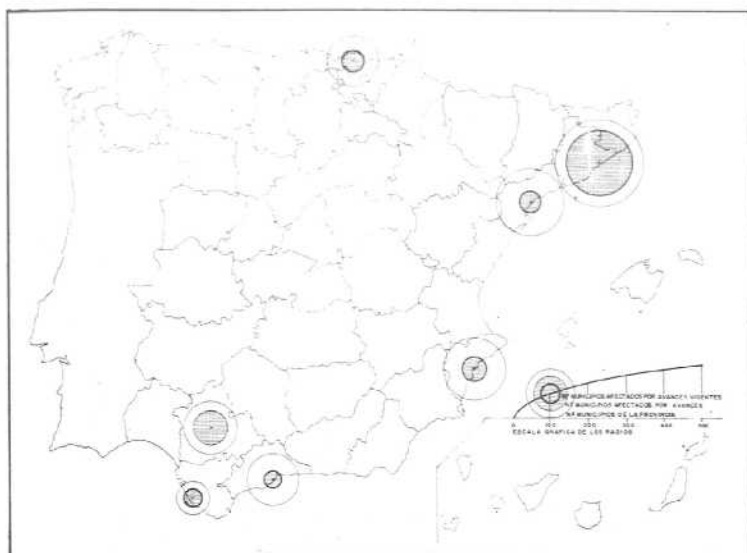 Nº MUNICIPIOS AFECTADOS POR AVANCES VIGENTES
Nº MUNICIPIOS AFECTADOS POR AVANCES
Nº MUNICIPIOS DE LA PROVINCIA
0 100 200 300 400 500
ESCALA GRAFICA DE LOS RADIOS